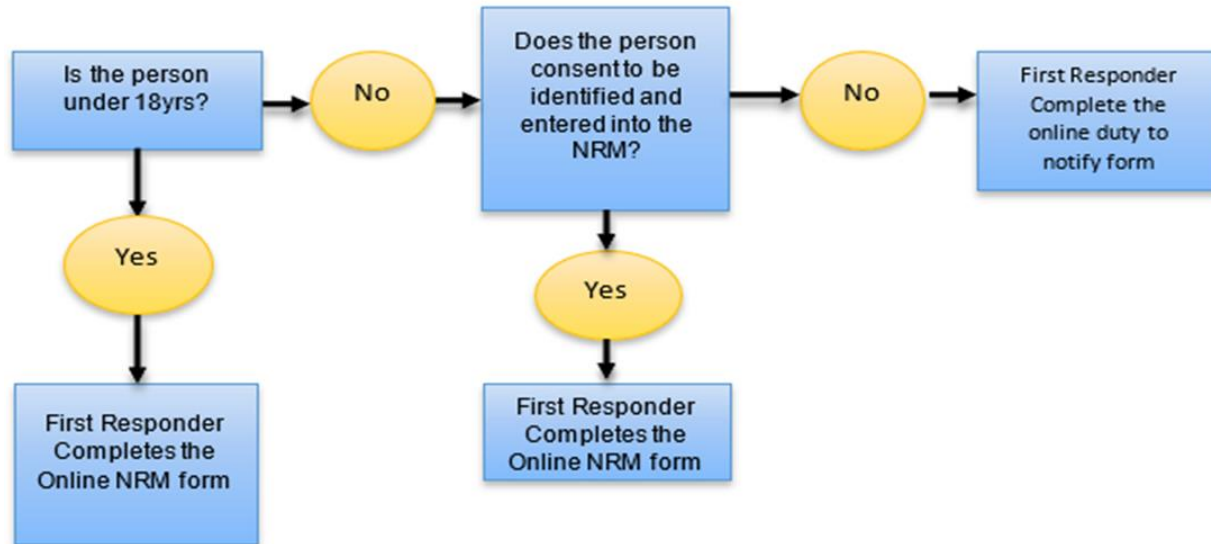 Is the person
under 18yrs?
No
Does the person
consent to be
identified and
entered into the
NRM?
No
First Responder
Complete the
online duty to
notify form
Yes
Yes
First Responder
Completes the
Online NRM form
First Responder
Completes the
Online NRM form